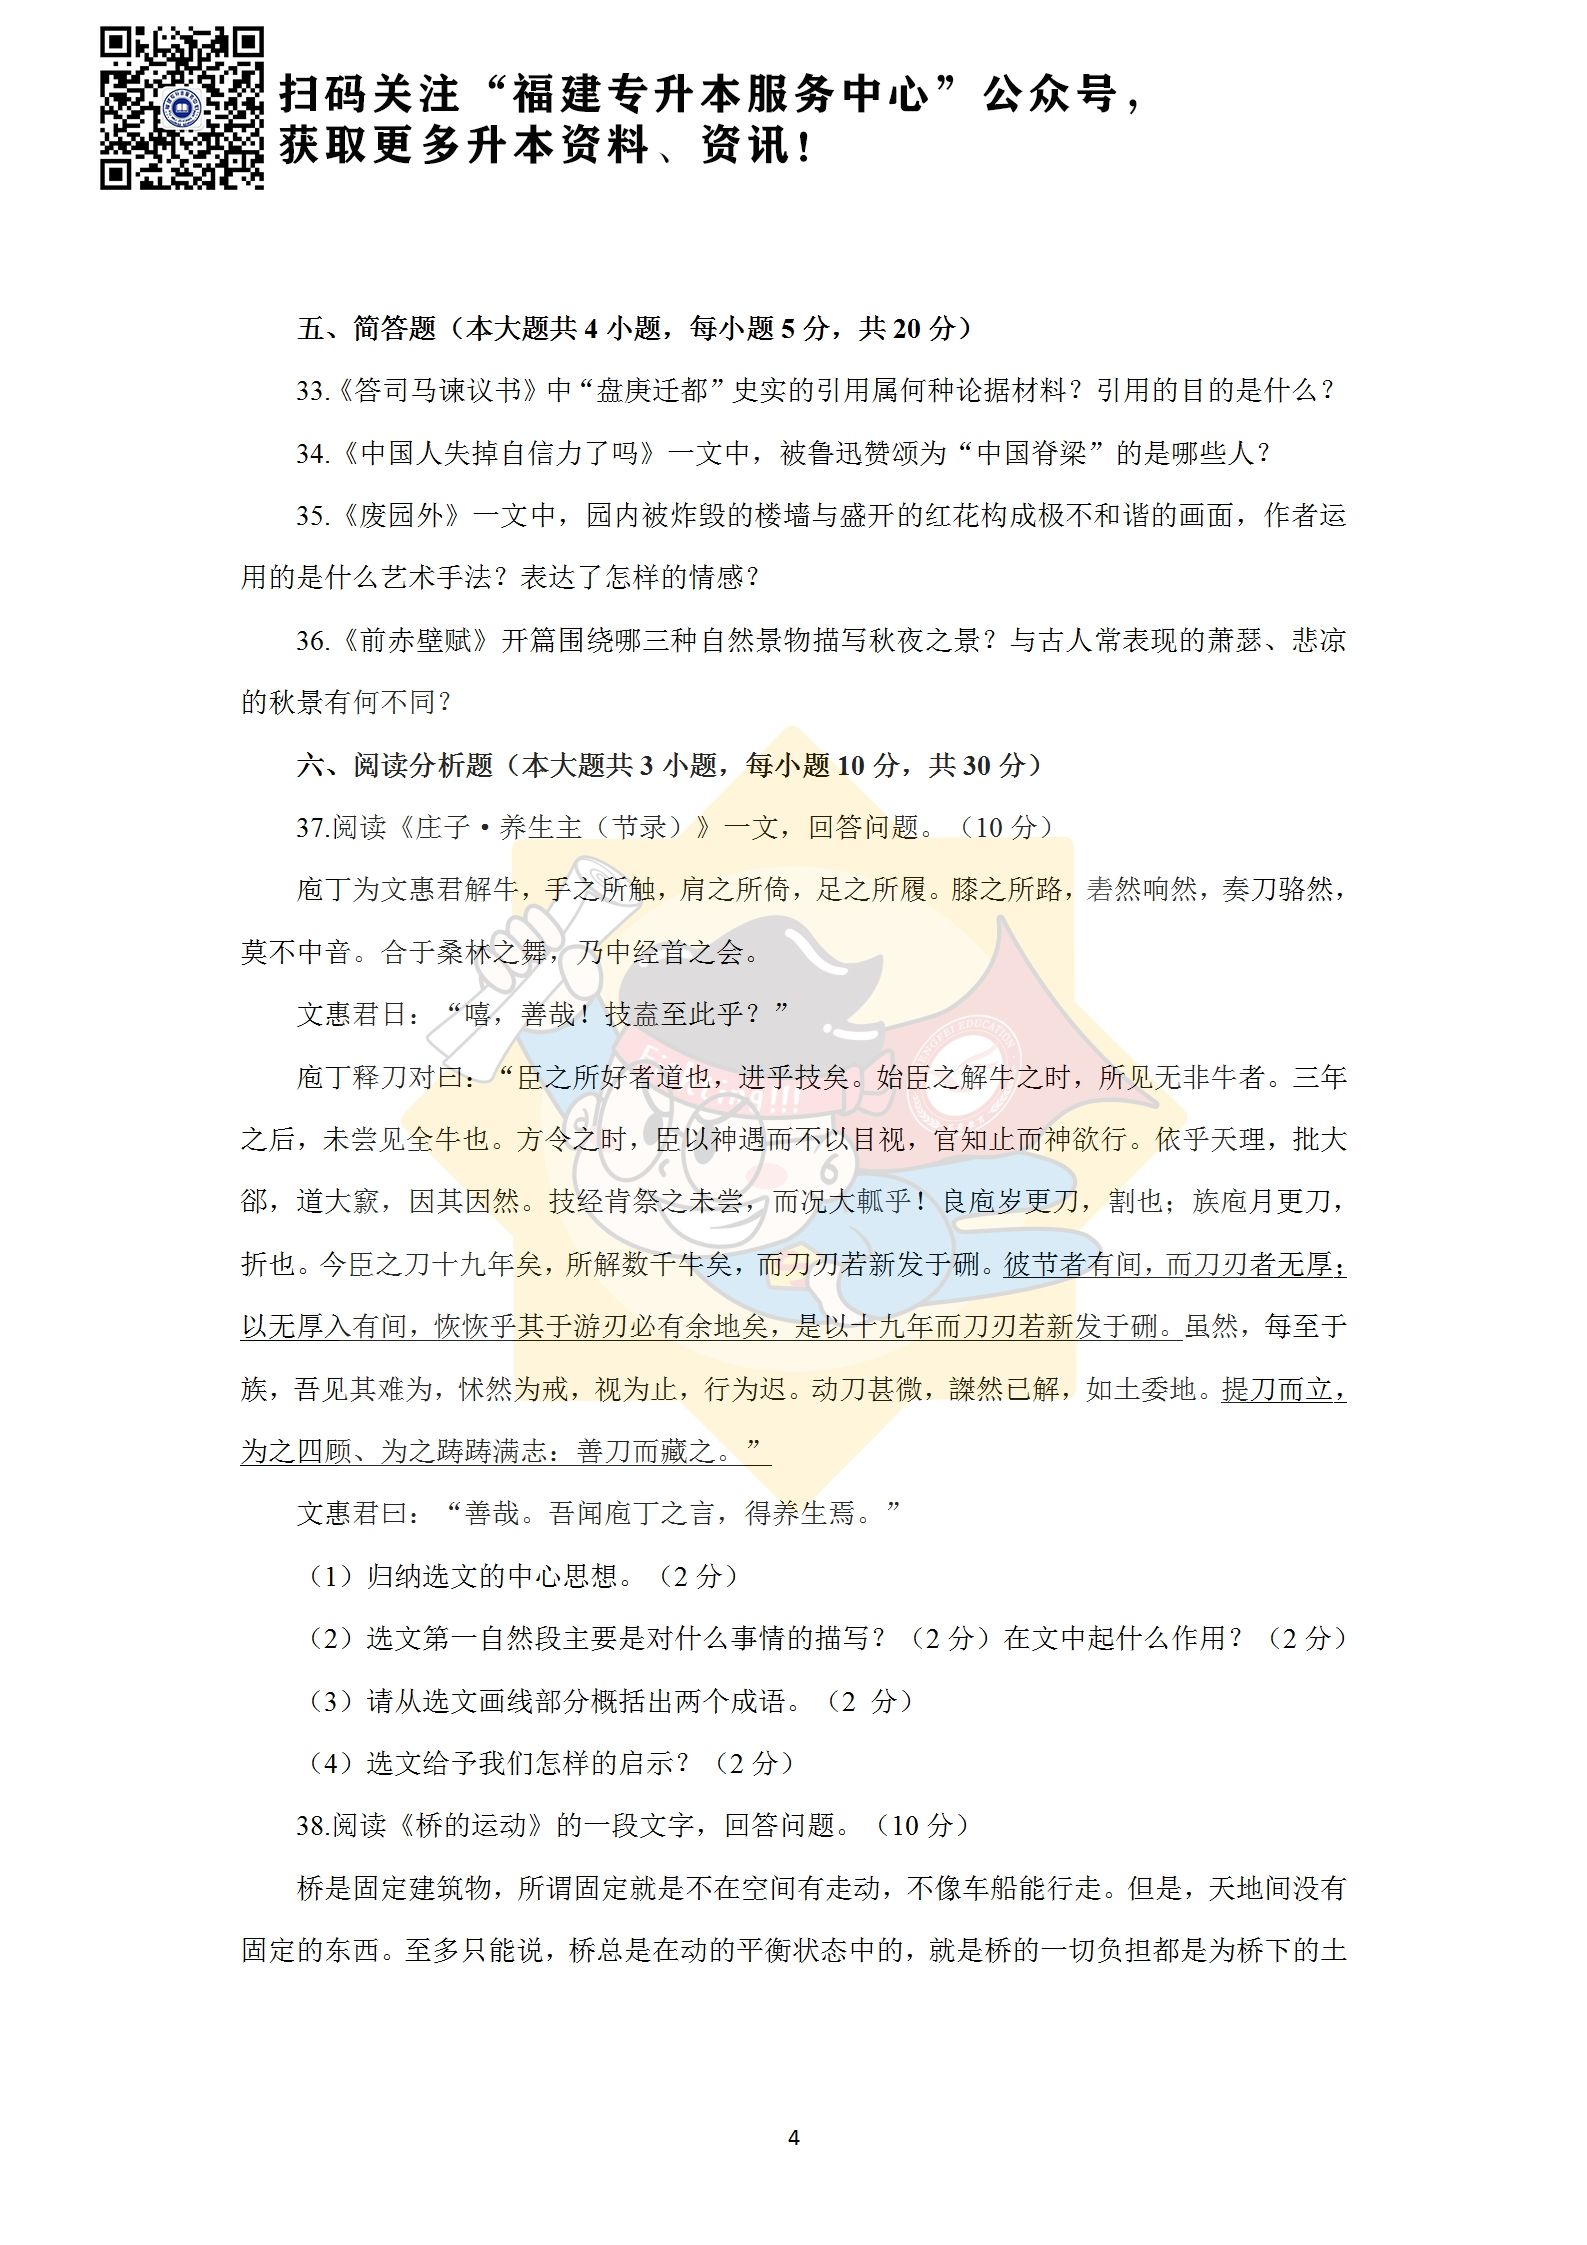 扫码关注“福建专升本服务中心”公众号，
获取更多升本资料、资讯！
五、简答题（本大题共 4 小题，每小题 5 分，共 20 分）
33.《答司马谏议书》中“盘庚迁都”史实的引用属何种论据材料？引用的目的是什么？
34.《中国人失掉自信力了吗》一文中，被鲁迅赞颂为“中国脊梁”的是哪些人？
35.《废园外》一文中，园内被炸毁的楼墙与盛开的红花构成极不和谐的画面，作者运
用的是什么艺术手法？表达了怎样的情感？
36.《前赤壁赋》开篇围绕哪三种自然景物描写秋夜之景？与古人常表现的萧瑟、悲凉
的秋景有何不同？
六、阅读分析题（本大题共 3 小题，每小题 10 分，共 30 分）
37.阅读《庄子·养生主（节录）》一文，回答问题。（10 分）
庖丁为文惠君解牛，手之所触，肩之所倚，足之所履。膝之所踦，砉然响然，奏刀骆然，
莫不中音。合于桑林之舞，乃中经首之会。
文惠君日：“嘻，善哉！技盍至此乎？”
庖丁释刀对曰：“臣之所好者道也，进乎技矣。始臣之解牛之时，所见无非牛者。三年
之后，未尝见全牛也。方令之时，臣以神遇而不以目视，官知止而神欲行。依乎天理，批大
郤，道大窾，因其因然。技经肯祭之未尝，而况大軱乎！良庖岁更刀，割也；族庖月更刀，
折也。今臣之刀十九年矣，所解数千牛矣，而刀刃若新发于硎。彼节者有间，而刀刃者无厚；
以无厚入有间，恢恢乎其于游刃必有余地矣，是以十九年而刀刃若新发于硎。虽然，每至于
族，吾见其难为，怵然为戒，视为止，行为迟。动刀甚微，謋然已解，如土委地。提刀而立，
为之四顾、为之踌踌满志：善刀而藏之。”
文惠君曰：“善哉。吾闻庖丁之言，得养生焉。”
（1）归纳选文的中心思想。（2 分）
（2）选文第一自然段主要是对什么事情的描写？（2 分）在文中起什么作用？（2 分）
（3）请从选文画线部分概括出两个成语。（2 分）
（4）选文给予我们怎样的启示？（2 分）
38.阅读《桥的运动》的一段文字，回答问题。（10 分）
桥是固定建筑物，所谓固定就是不在空间有走动，不像车船能行走。但是，天地间没有
固定的东西。至多只能说，桥总是在动的平衡状态中的，就是桥的一切负担都是为桥下的土
4